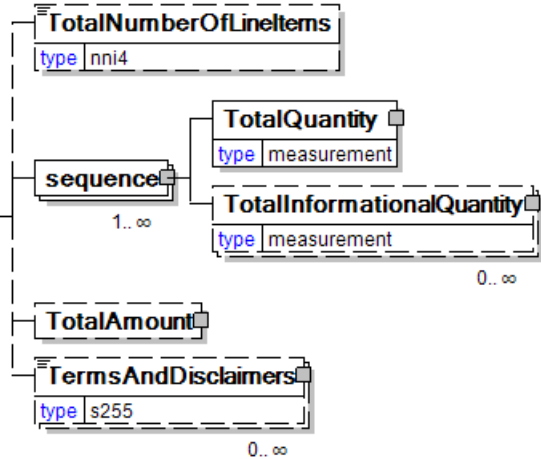 TotalNumberOfLineItems
type nni4
TotalQuantity
type measurement
sequence
1.. ∞
TotalInformationalQuantity
type measurement
0.. ∞
TotalAmount
TermsAndDisclaimers
type s255
0.. ∞